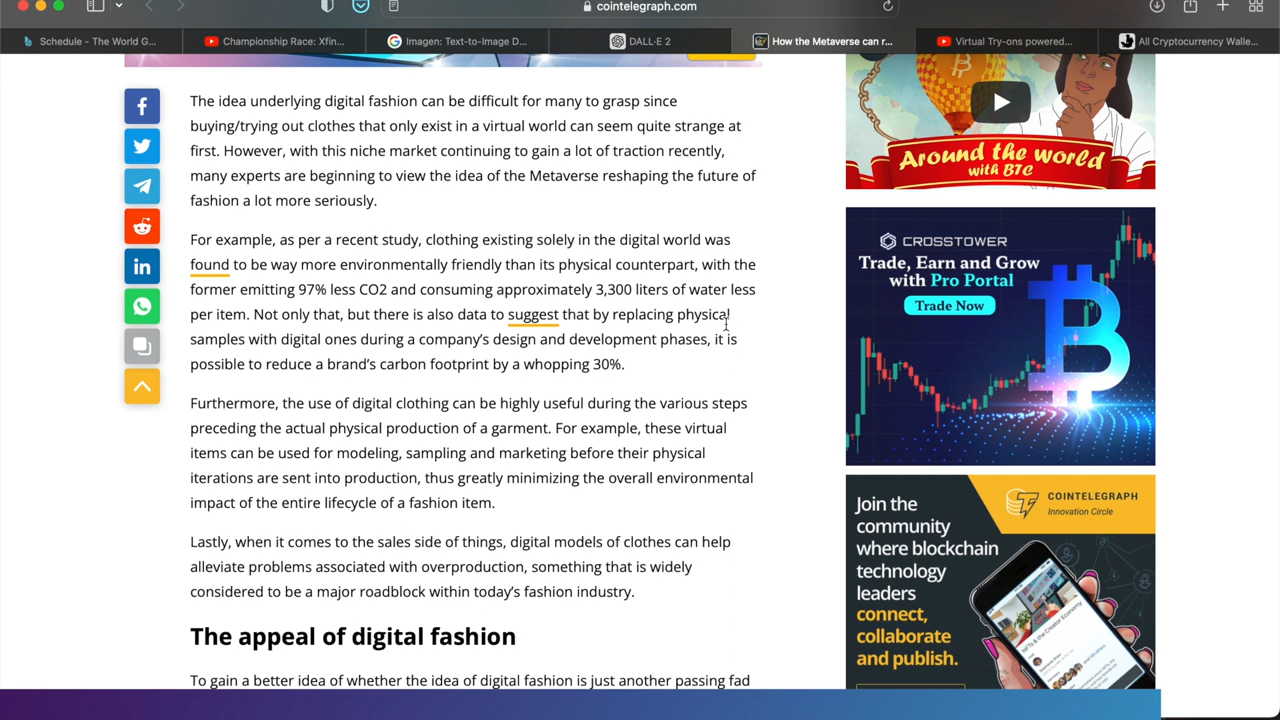 cointelegraph.com
Schedule - The World G...
Championship Race: Xfin...
Imagen: Text-to-Image D...
DALL·E 2
How the Metaverse can r...
Virtual Try-ons powered...
All Cryptocurrency Walle...
The idea underlying digital fashion can be difficult for many to grasp since
buying/trying out clothes that only exist in a virtual world can seem quite strange at
first. However, with this niche market continuing to gain a lot of traction recently,
many experts are beginning to view the idea of the Metaverse reshaping the future of
fashion a lot more seriously.
For example, as per a recent study, clothing existing solely in the digital world was
found to be way more environmentally friendly than its physical counterpart, with the
former emitting 97% less CO2 and consuming approximately 3,300 liters of water less
per item. Not only that, but there is also data to suggest that by replacing physical
samples with digital ones during a company's design and development phases, it is
possible to reduce a brand's carbon footprint by a whopping 30%.
Furthermore, the use of digital clothing can be highly useful during the various steps
preceding the actual physical production of a garment. For example, these virtual
items can be used for modeling, sampling and marketing before their physical
iterations are sent into production, thus greatly minimizing the overall environmental
impact of the entire lifecycle of a fashion item.
Lastly, when it comes to the sales side of things, digital models of clothes can help
alleviate problems associated with overproduction, something that is widely
considered to be a major roadblock within today's fashion industry.
The appeal of digital fashion
To gain a better idea of whether the idea of digital fashion is just another passing fad
Around the world
with BTC
CROSSTOWER
Trade, Earn and Grow
with Pro Portal
Trade Now
COINTELEGRAPH
Innovation Circle
Join the
community
where blockchain
technology
leaders
connect,
collaborate
and publish.
NFTs & the Creator Economy